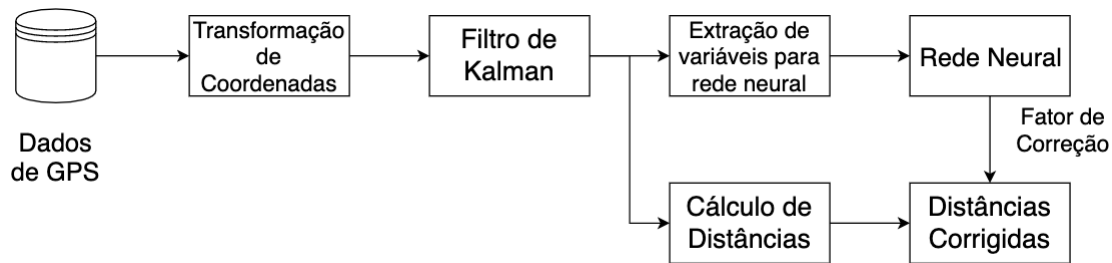 Dados
de GPS
Transformação
de
Coordenadas
Filtro de
Kalman
Extração de
variáveis para
rede neural
Rede Neural
Fator de
Correção
Cálculo de
Distâncias
Distâncias
Corrigidas